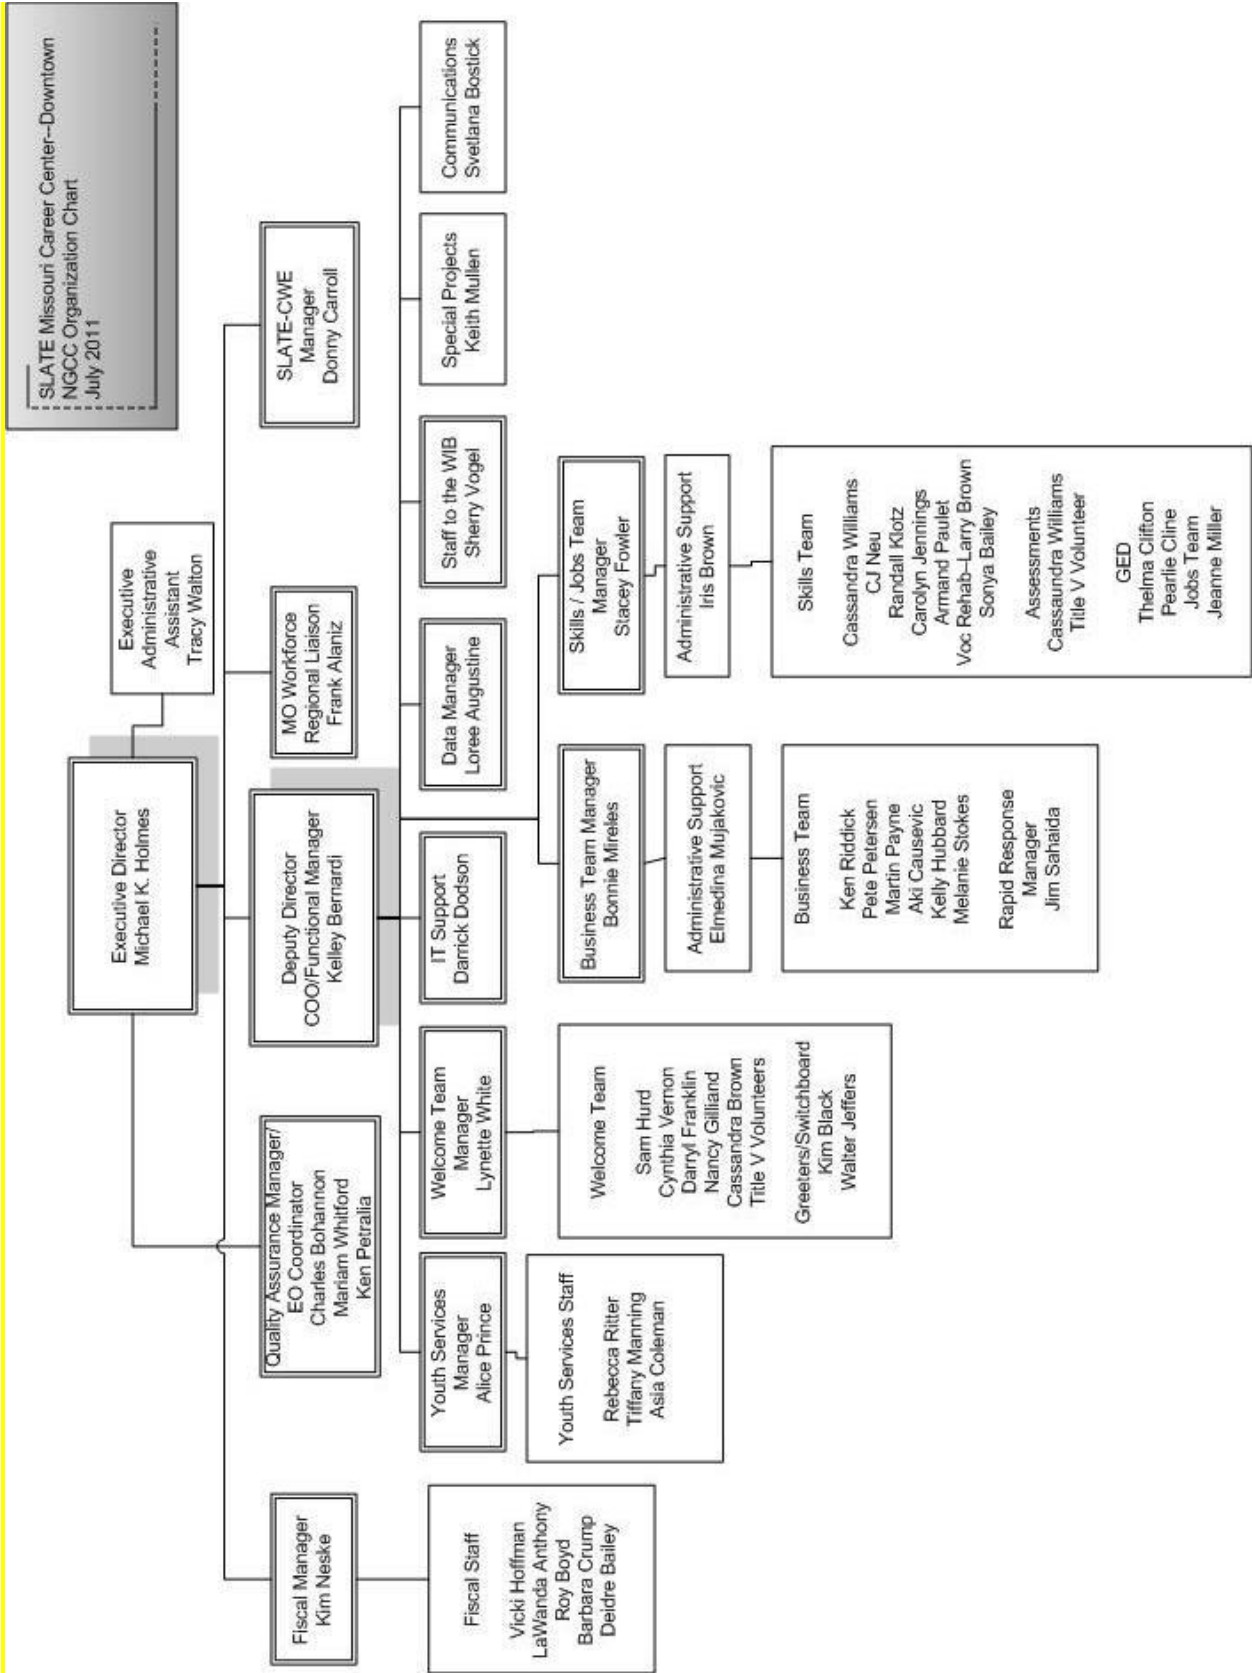 SLATE Missouri Career Center--Downtown
NGCC Organization Chart
July 2011
Executive Director
Michael K. Holmes
Executive
Administrative
Assistant
Tracy Walton
Fiscal Manager
Kim Neske
Quality Assurance Manager/
EO Coordinator
Charles Bohannon
Mariam Whitford
Ken Petralia
Deputy Director
COO/Functional Manager
Kelley Bernardi
MO Workforce
Regional Liaison
Frank Alaniz
SLATE-CWE
Manager
Donny Carroll
Fiscal Staff
Vicki Hoffman
LaWanda Anthony
Roy Boyd
Barbara Crump
Deidre Bailey
Youth Services
Manager
Alice Prince
Welcome Team
Manager
Lynette White
IT Support
Darrick Dodson
Data Manager
Loree Augustine
Staff to the WIB
Sherry Vogel
Special Projects
Keith Mullen
Communications
Svetlana Bostick
Youth Services Staff
Rebecca Ritter
Tiffany Manning
Asia Coleman
Welcome Team
Sam Hurd
Cynthia Vernon
Darryl Franklin
Nancy Gilliand
Cassandra Brown
Title V Volunteers
Greeters/Switchboard
Kim Black
Walter Jeffers
Business Team Manager
Bonnie Mireles
Administrative Support
Elmedina Mujakovic
Business Team
Ken Riddick
Pete Petersen
Martin Payne
Aki Causevic
Kelly Hubbard
Melanie Stokes
Rapid Response
Manager
Jim Sahaida
Skills / Jobs Team
Manager
Stacey Fowler
Administrative Support
Iris Brown
Skills Team
Cassandra Williams
CJ Neu
Randall Klotz
Carolyn Jennings
Armand Paulet
Voc Rehab–Larry Brown
Sonya Bailey
Assessments
Cassaundra Williams
Title V Volunteer
GED
Thelma Clifton
Pearlie Cline
Jobs Team
Jeanne Miller